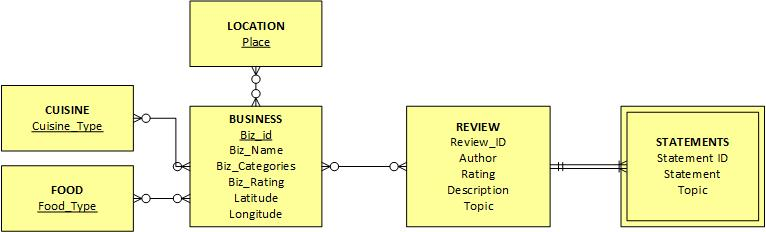 LOCATION
Place
CUISINE
Cuisine_Type
FOOD
Food_Type
BUSINESS
Biz_id
Biz_Name
Biz_Categories
Biz_Rating
Latitude
Longitude
REVIEW
Review_ID
Author
Rating
Description
Topic
STATEMENTS
Statement ID
Statement
Topic